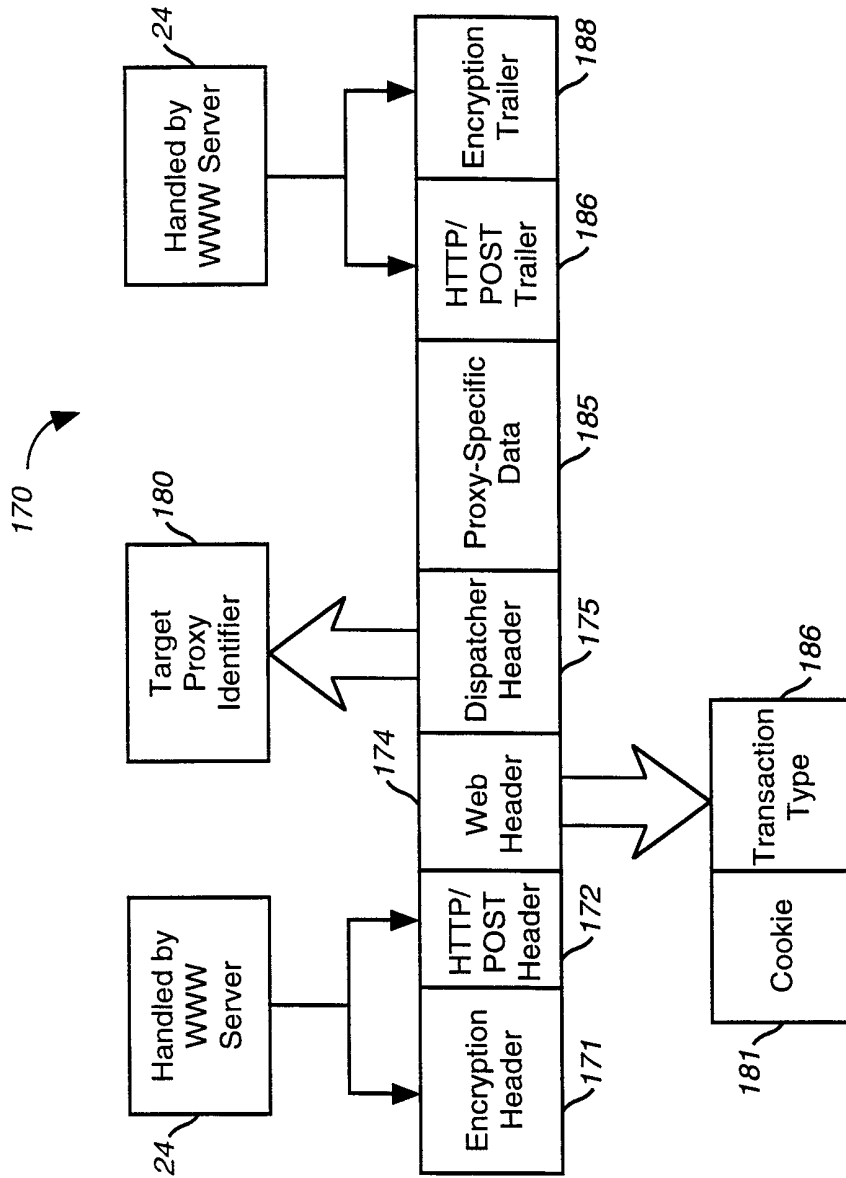 170
24
Handled by
WWW
Server
180
Target
Proxy
Identifier
24
Handled by
WWW Server
Encryption
Header
171
HTTP/
POST
Header
172
174
Web
Header
Dispatcher
Header
175
Proxy-Specific
Data
185
HTTP/
POST
Trailer
186
Encryption
Trailer
188
181
Cookie
Transaction
Type
186